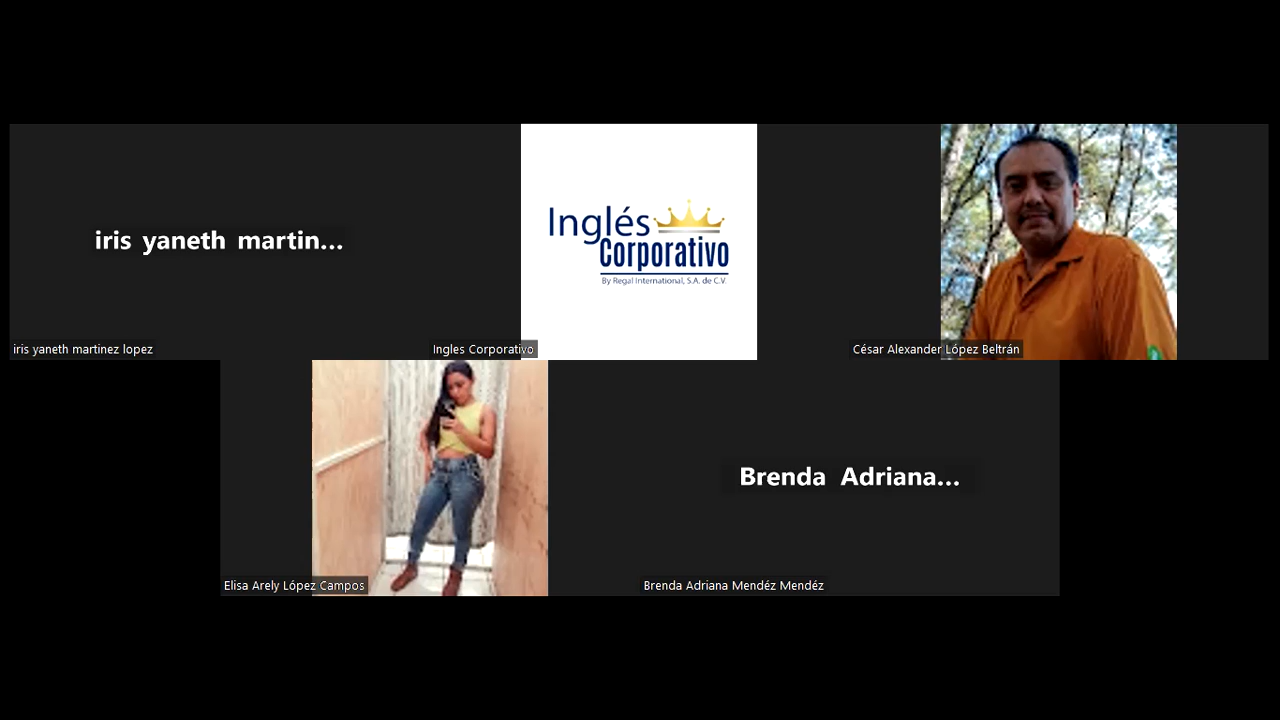 iris yaneth martin...
Inglés
Corporativo
By Regal International, S.A. de C.V.
iris yaneth martinez lopez
Ingles Corporativo
César Alexander López Beltrán
Brenda Adriana...
Elisa Arely López Campos
Brenda Adriana Mendéz Mendéz